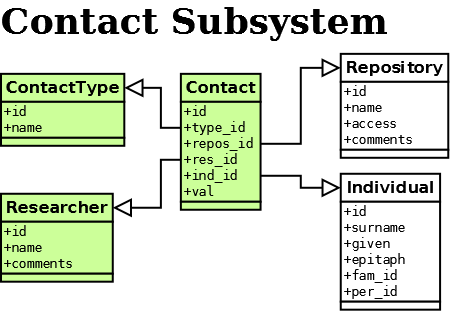 Contact Subsystem
ContactType
+id
+name
Researcher
+id
+name
+comments
Contact
+id
+type_id
+repos_id
+res_id
+ind_id
+val
Repository
+id
+name
+access
+comments
Individual
+id
+surname
+given
+epitaph
+fam_id
+per_id